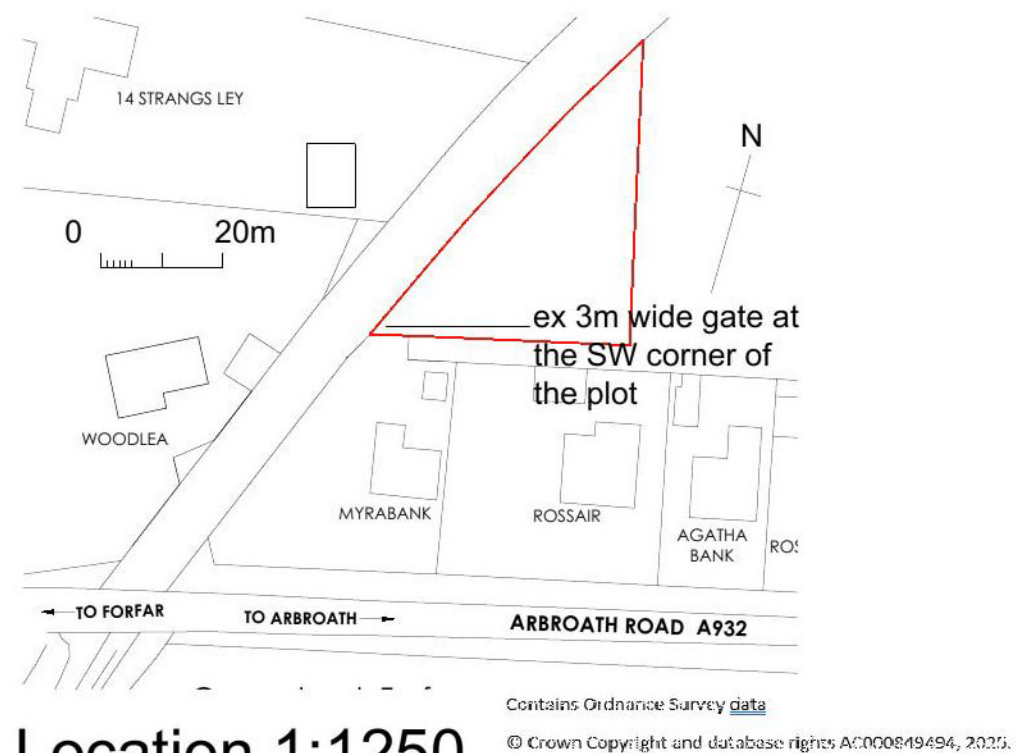 14 STRANGS LEY
N
0 20m
ex 3m wide gate at
the SW corner of
the plot
WOODLEA
MYRABANK
ROSSAIR
AGATHA
BANK
ROS
TO FORFAR
TO ARBROATH
ARBROATH ROAD A932
Contains Ordnance Survey data
Location 1:1250
© Crown Copyright and database rights AC0000849494, 2025.